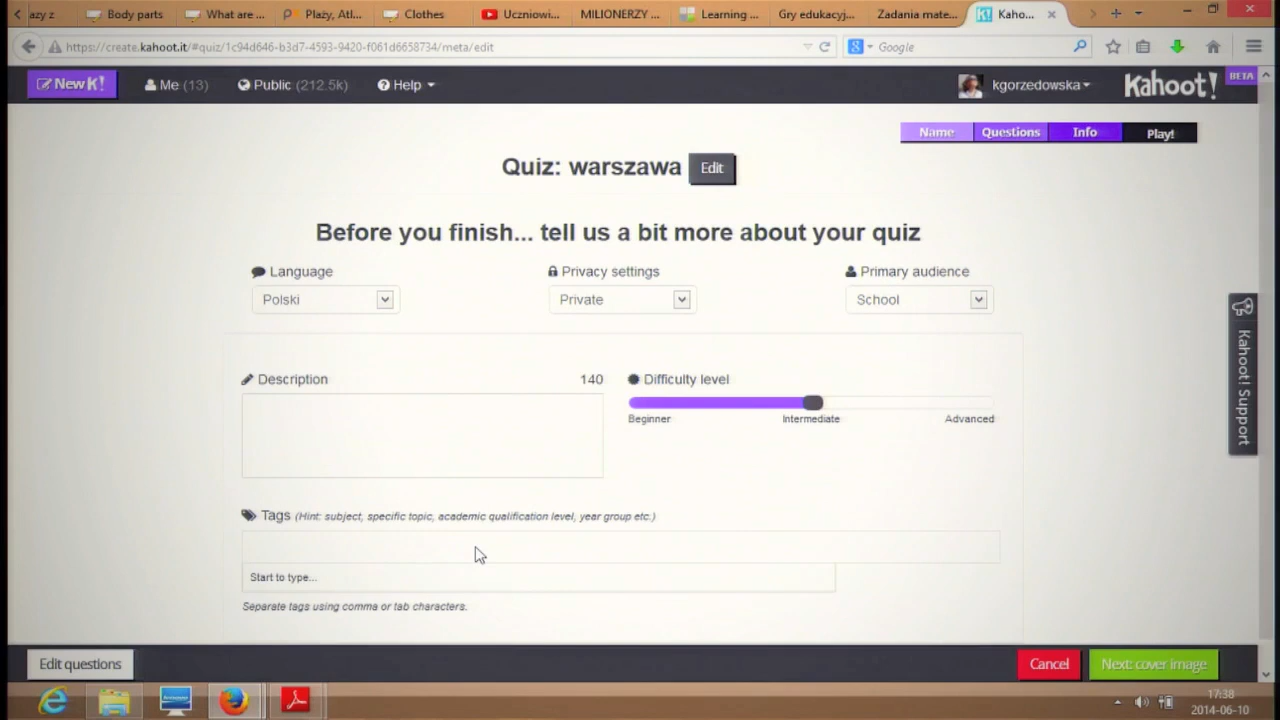 azy z
Body parts
What are ...
Plaży, Atl...
Clothes
Uczniowi...
MILIONERZY ...
Learning ...
Gry edukacyj...
Zadania mate...
Kaho...
https://create.kahoot.it/#quiz/1c94d646-b3d7-4593-9420-f061d6658734/meta/edit
Google
New K!
Me (13)
Public (212.5k)
Help
kgorzedowska
Kahoot!
BETA
Name
Questions
Info
Play!
Quiz: warszawa
Edit
Before you finish... tell us a bit more about your quiz
Language
Privacy settings
Primary audience
Polski
Private
School
Description
140
Difficulty level
Beginner
Intermediate
Advanced
Kahoot! Support
Tags (Hint: subject, specific topic, academic qualification level, year group etc.)
Start to type...
Separate tags using comma or tab characters.
Edit questions
Cancel
Next: cover image
17:38
2014-06-10